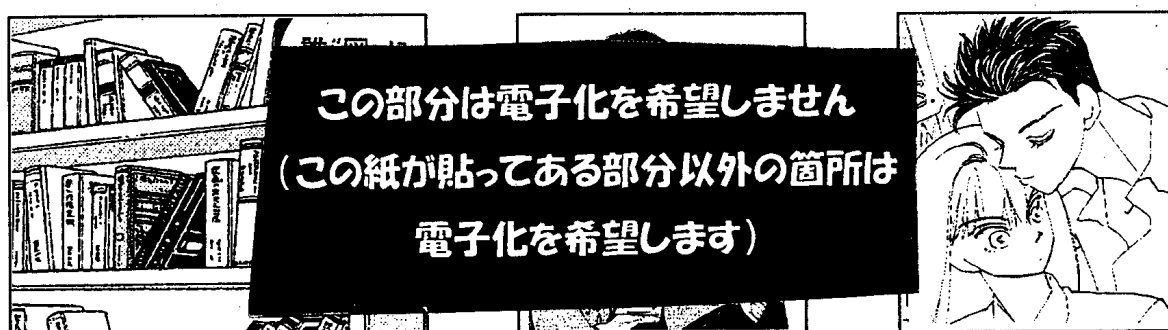 この部分は電子化を希望しません
（この紙が貼ってある部分以外の箇所は
電子化を希望します）